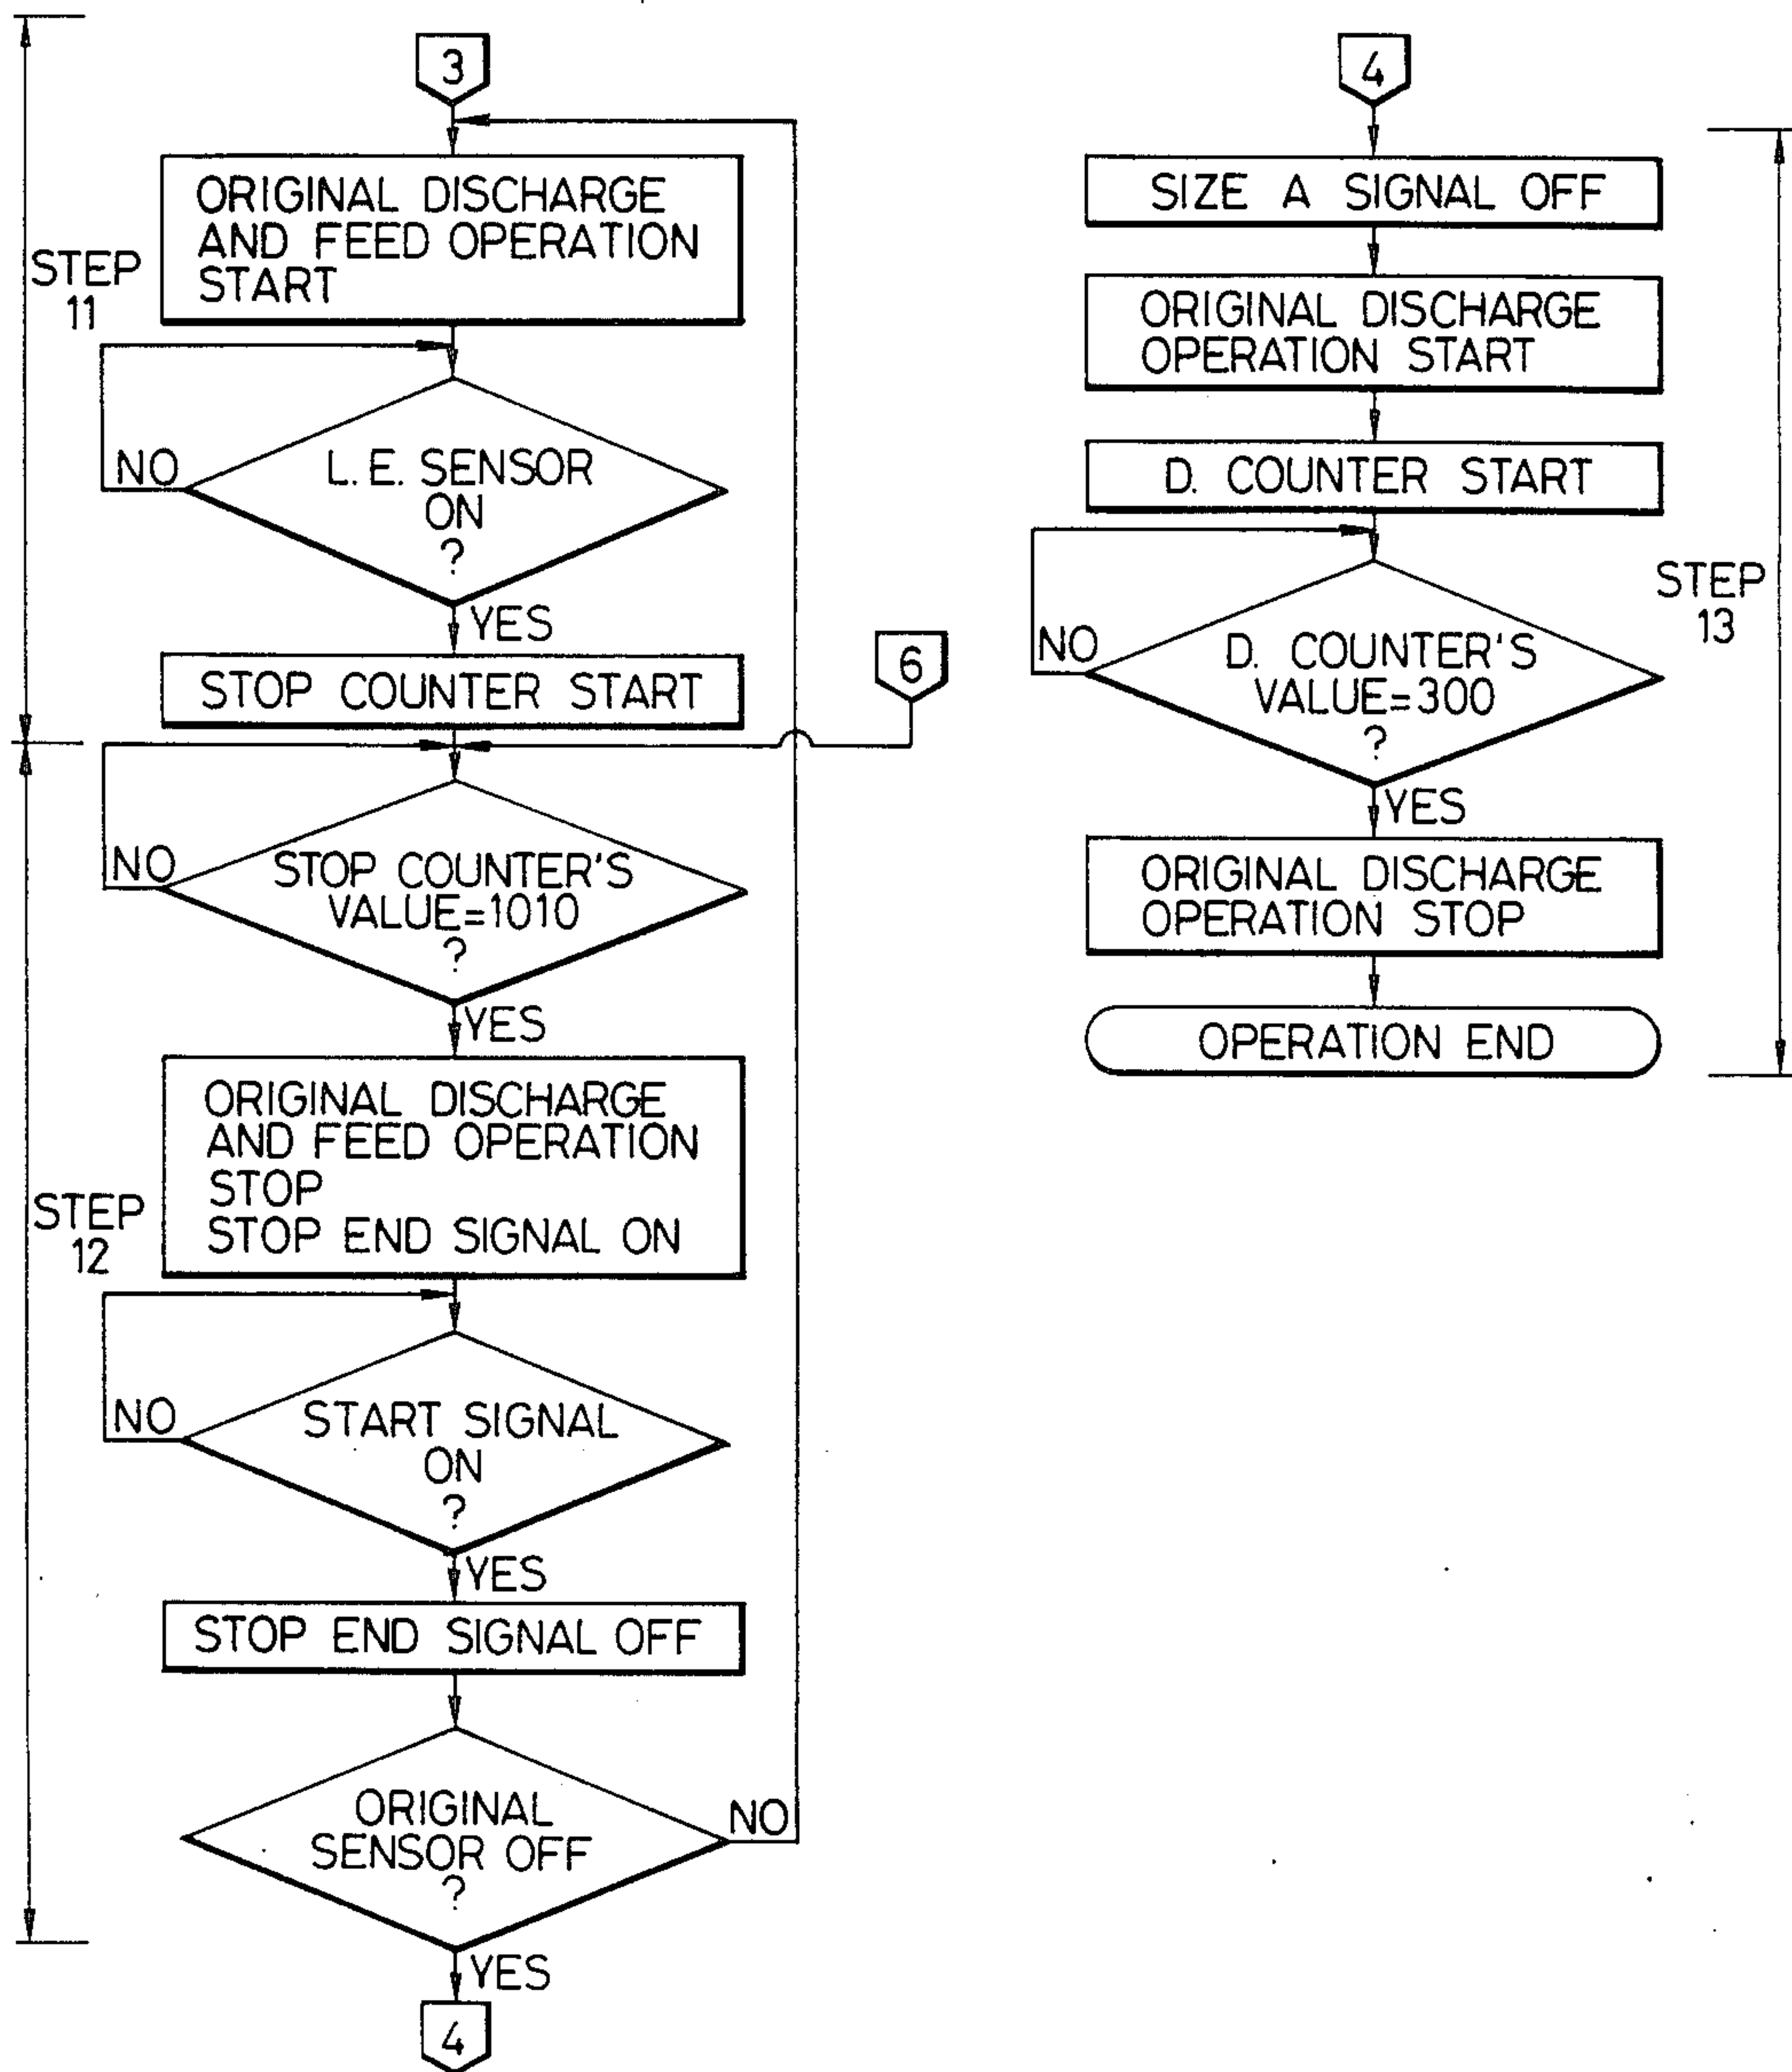 3
ORIGINAL DISCHARGE
AND FEED OPERATION
START
STEP
11
NO
L.E. SENSOR
ON
?
YES
STOP COUNTER START
6
NO
STOP COUNTER'S
VALUE=1010
?
YES
ORIGINAL DISCHARGE
AND FEED OPERATION
STOP
STOP END SIGNAL ON
STEP
12
NO
START SIGNAL
ON
?
YES
STOP END SIGNAL OFF
ORIGINAL
SENSOR OFF
?
NO
YES
4
4
SIZE A SIGNAL OFF
ORIGINAL DISCHARGE
OPERATION START
D. COUNTER START
NO
D. COUNTER'S
VALUE=300
?
STEP
13
YES
ORIGINAL DISCHARGE
OPERATION STOP
OPERATION END